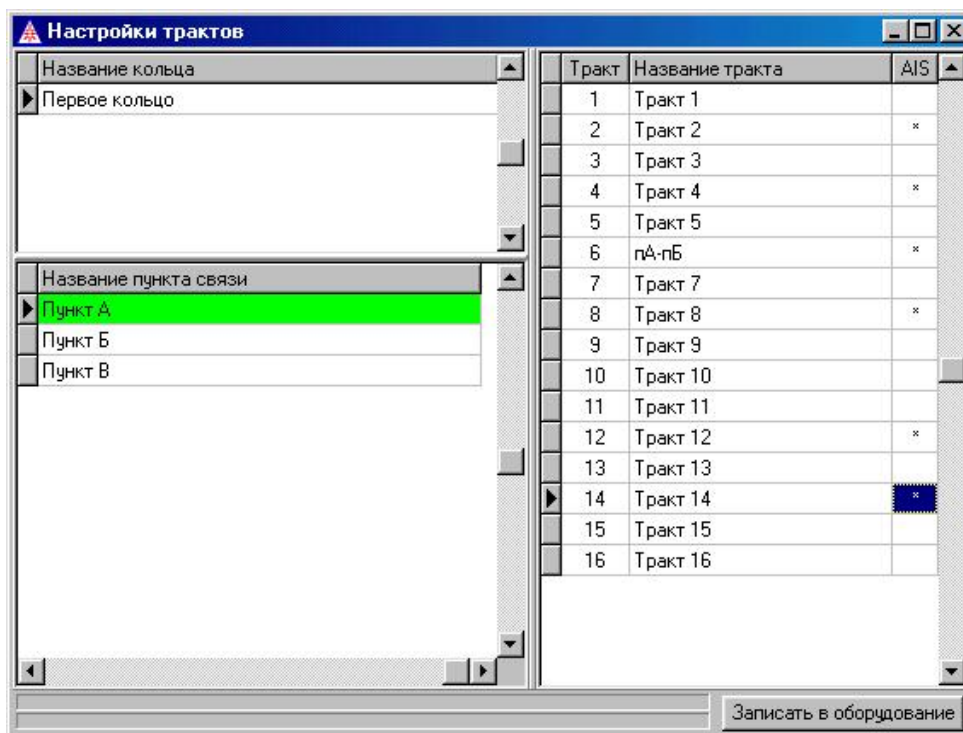 Настройки трактов
Название кольца
Первое кольцо
Название пункта связи
Пункт А
Пункт Б
Пункт В
Тракт Название тракта AIS
1 Тракт 1
2 Тракт 2 *
3 Тракт 3
4 Тракт 4 *
5 Тракт 5
6 пА-пБ *
7 Тракт 7
8 Тракт 8 *
9 Тракт 9
10 Тракт 10
11 Тракт 11
12 Тракт 12 *
13 Тракт 13
14 Тракт 14 *
15 Тракт 15
16 Тракт 16
Записать в оборудование